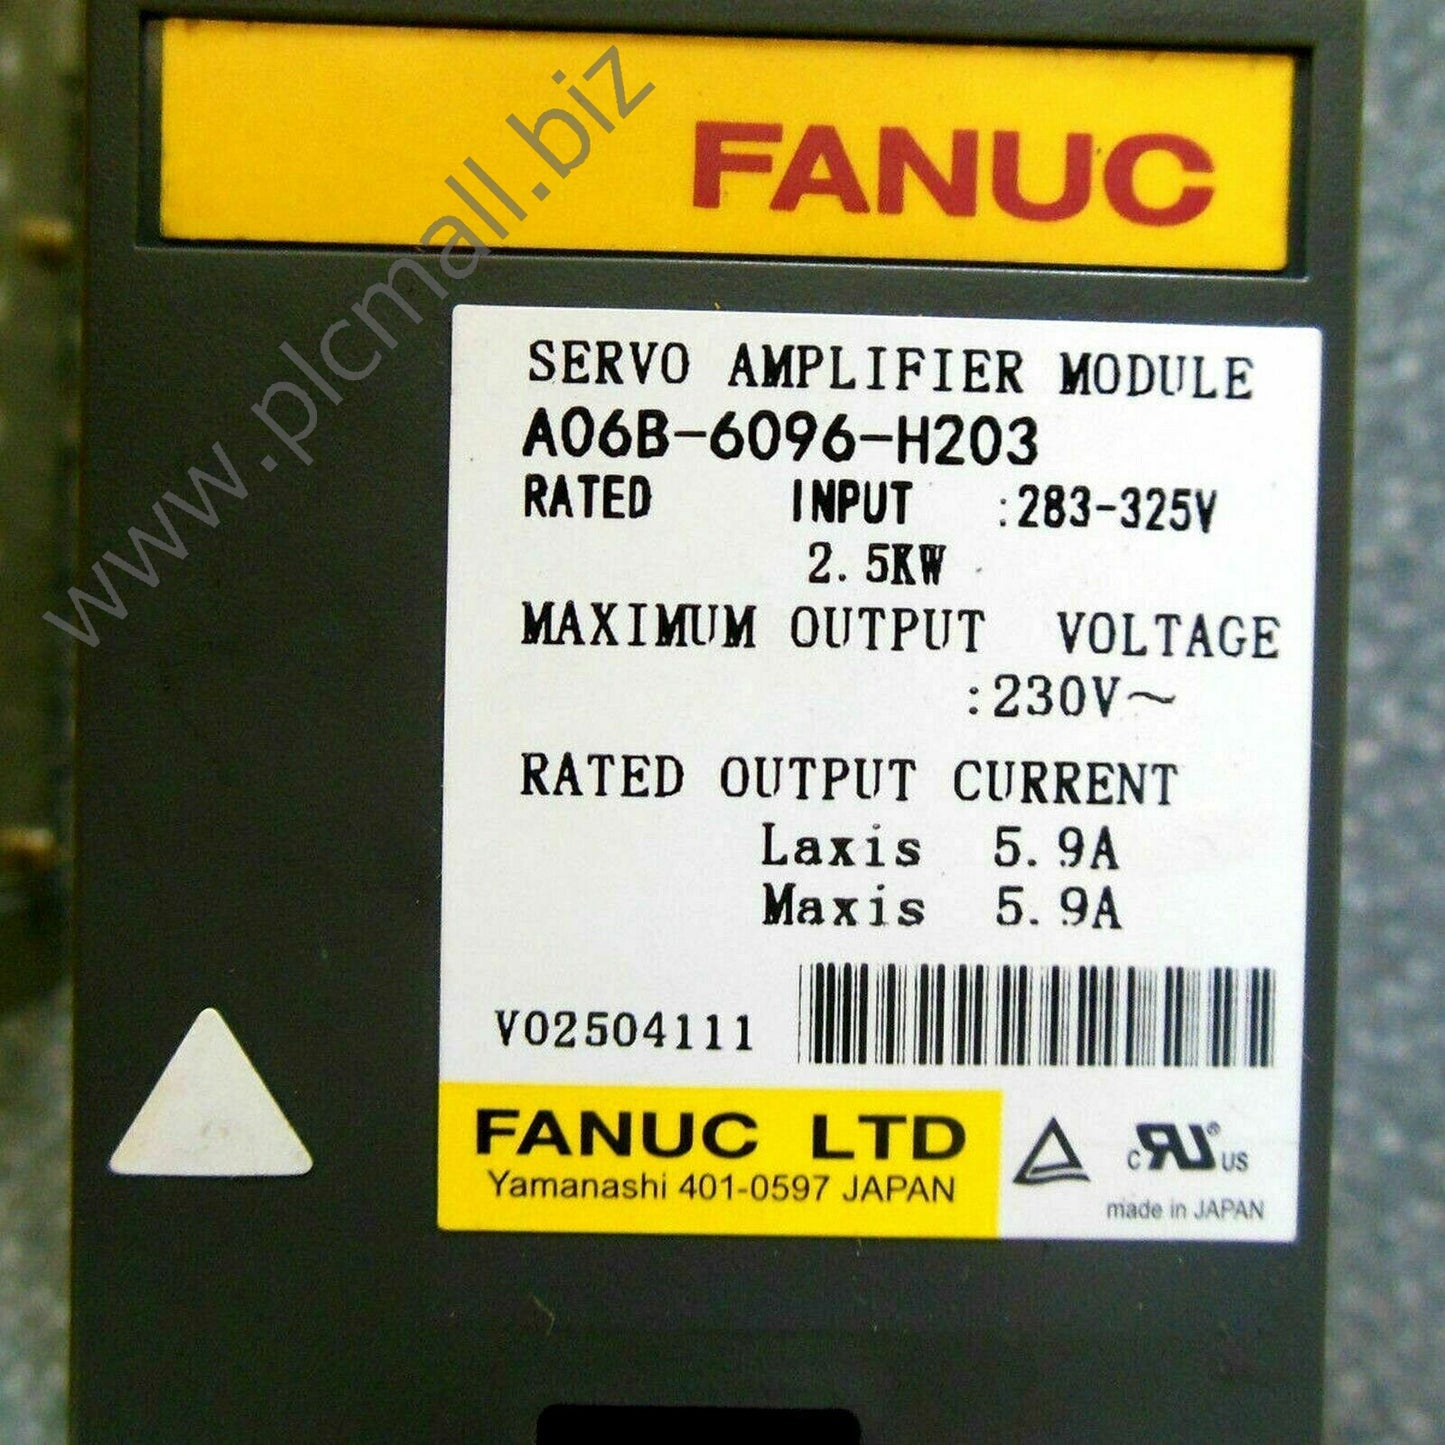 FANUC
www.plcmall.biz
SERVO AMPLIFIER MODULE
A06B-6096-H203
RATED INPUT :283-325V
2.5KW
MAXIMUM OUTPUT VOLTAGE
:230V~
RATED OUTPUT CURRENT
Laxis 5.9A
Maxis 5.9A
V02504111
FANUC LTD
Yamanashi 401-0597 JAPAN
c RU ® US
made in JAPAN